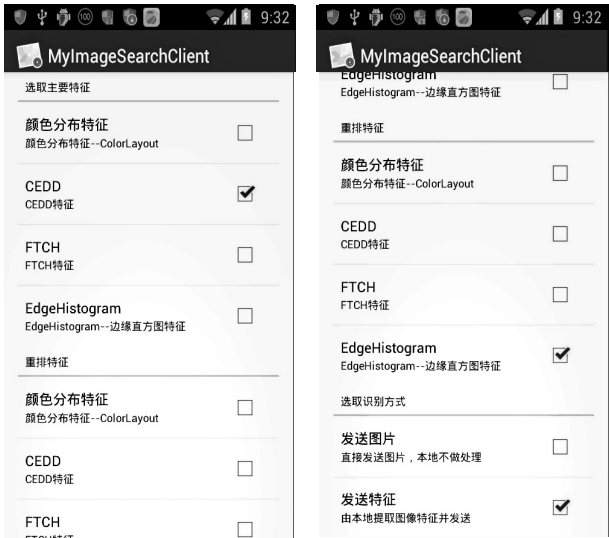 100
9:32
MyImageSearchClient
选取主要特征
颜色分布特征
颜色分布特征--ColorLayout
CEDD
CEDD特征
FTCH
FTCH特征
EdgeHistogram
EdgeHistogram--边缘直方图特征
重排特征
颜色分布特征
颜色分布特征--ColorLayout
CEDD
CEDD特征
FTCH
FTCH特征
100
9:32
MyImageSearchClient
EdgeHistogram
EdgeHistogram--边缘直方图特征
重排特征
颜色分布特征
颜色分布特征--ColorLayout
CEDD
CEDD特征
FTCH
FTCH特征
EdgeHistogram
EdgeHistogram--边缘直方图特征
选取识别方式
发送图片
直接发送图片，本地不做处理
发送特征
由本地提取图像特征并发送